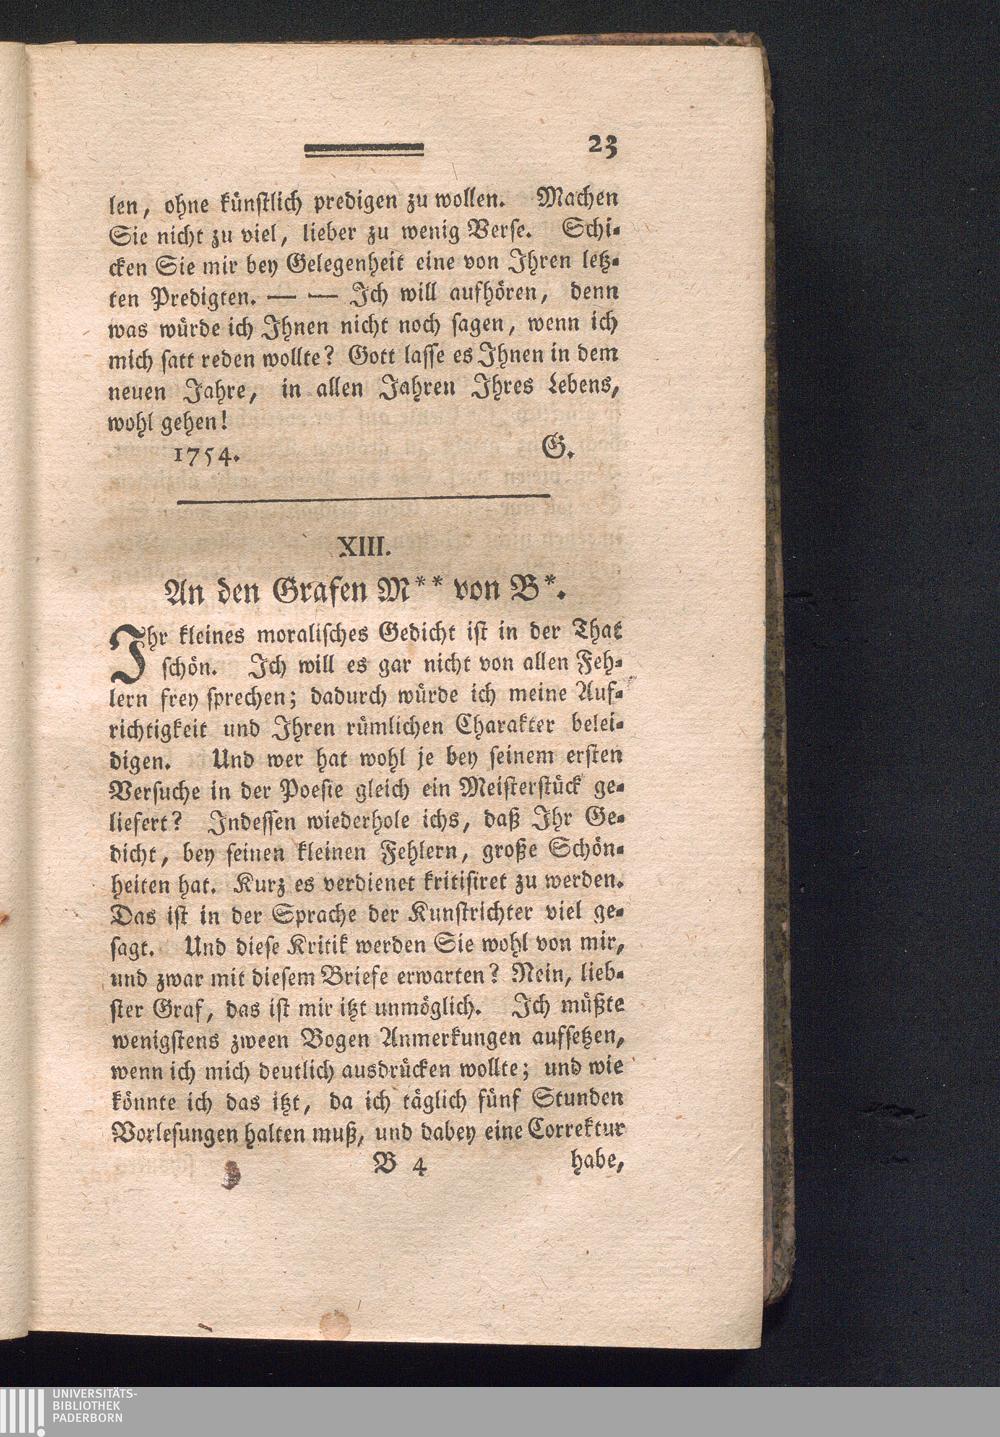 23
len, ohne künstlich predigen zu wollen. Machen
Sie nicht zu viel, lieber zu wenig Verse. Schi-
cken Sie mir bey Gelegenheit eine von Ihren letz-
ten Predigten. — — Ich will aufhören, denn
was würde ich Ihnen nicht noch sagen, wenn ich
mich satt reden wollte? Gott lasse es Ihnen in dem
neuen Jahre, in allen Jahren Ihres Lebens,
wohl gehen!
1754. G.
XIII.
An den Grafen M** von B*.
Ihr kleines moralisches Gedicht ist in der That
schön. Ich will es gar nicht von allen Feh-
lern frey sprechen; dadurch würde ich meine Auf-
richtigkeit und Ihren rümlichen Charakter belei-
digen. Und wer hat wohl je bey seinem ersten
Versuche in der Poesie gleich ein Meisterstück ge-
liefert? Indessen wiederhole ichs, daß Ihr Ge-
dicht, bey seinen kleinen Fehlern, große Schön-
heiten hat. Kurz es verdienet kritisiret zu werden.
Das ist in der Sprache der Kunstrichter viel ge-
sagt. Und diese Kritik werden Sie wohl von mir,
und zwar mit diesem Briefe erwarten? Nein, lieb-
ster Graf, das ist mir itzt unmöglich. Ich müßte
wenigstens zween Bogen Anmerkungen aufsetzen,
wenn ich mich deutlich ausdrücken wollte; und wie
könnte ich das itzt, da ich täglich fünf Stunden
Vorlesungen halten muß, und dabey eine Correktur
B 4 habe,
UNIVERSITÄTS-
BIBLIOTHEK
PADERBORN